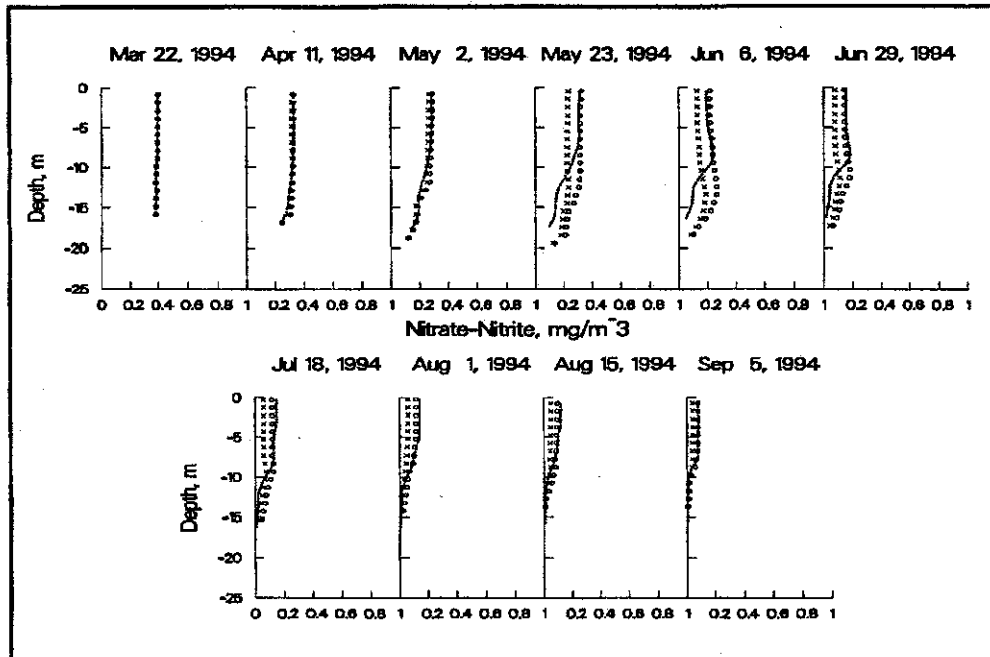 Mar 22, 1994 Apr 11, 1994 May 2, 1994 May 23, 1994 Jun 6, 1994 Jun 29, 1994
0
-5
-10
-15
-20
-25
Depth, m
0 0.2 0.4 0.6 0.8 1 0.2 0.4 0.6 0.8 1 0.2 0.4 0.6 0.8 1 0.2 0.4 0.6 0.8 1 0.2 0.4 0.6 0.8 1 0.2 0.4 0.6 0.8 1
Nitrate-Nitrite, mg/m^3
Jul 18, 1994 Aug 1, 1994 Aug 15, 1994 Sep 5, 1994
0
-5
-10
-15
-20
-25
Depth, m
0 0.2 0.4 0.6 0.8 1 0.2 0.4 0.6 0.8 1 0.2 0.4 0.6 0.8 1 0.2 0.4 0.6 0.8 1